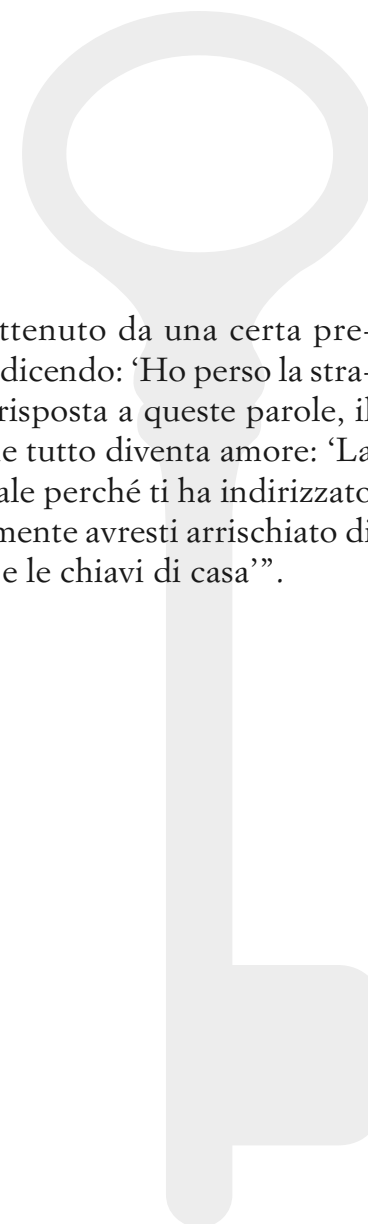 ttenuto da una certa pre-
dicendo: ‘Ho perso la stra-
risposta a queste parole, il
e tutto diventa amore: ‘La
ale perché ti ha indirizzato
mente avresti arrischiato di
e le chiavi di casa’”.